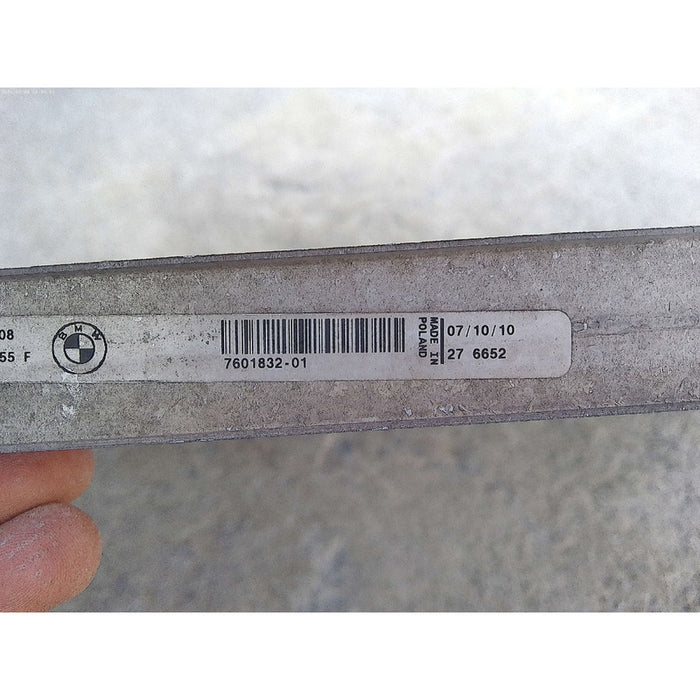 08
55 F
BMW
7601832-01
MADE IN
POLAND
07/10/10
27 6652